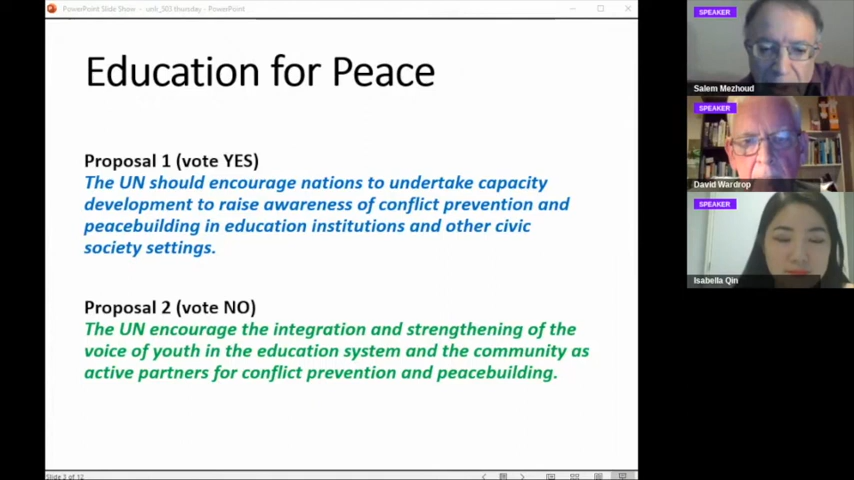 PowerPoint Slide Show - unit_503 thursday - PowerPoint
Education for Peace
Proposal 1 (vote YES)
The UN should encourage nations to undertake capacity
development to raise awareness of conflict prevention and
peacebuilding in education institutions and other civic
society settings.
Proposal 2 (vote NO)
The UN encourage the integration and strengthening of the
voice of youth in the education system and the community as
active partners for conflict prevention and peacebuilding.
Slide 3 of 12
SPEAKER
Salem Mezhoud
SPEAKER
David Wardrop
SPEAKER
Isabella Qin